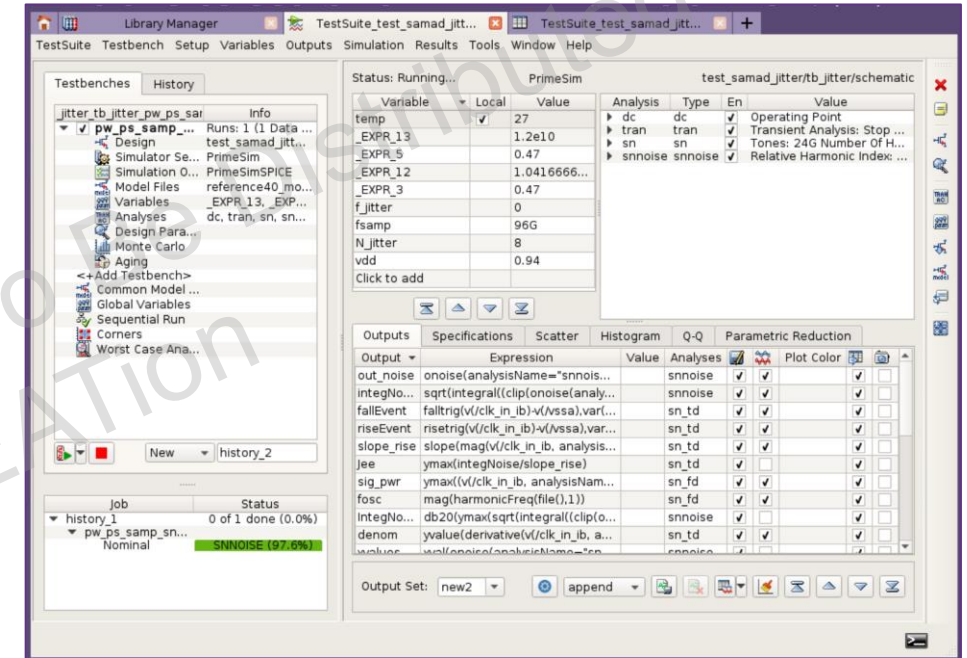 Library Manager
TestSuite_test_samad_jitt...
TestSuite_test_samad_jitt...
TestSuite Testbench Setup Variables Outputs Simulation Results Tools Window Help
Testbenches History
_jitter_tb_jitter_pw_ps_sar Info
pw_ps_samp_... Runs: 1 (1 Data ...
Design test_samad_jitt...
Simulator Se... PrimeSim
Simulation O... PrimeSimSPICE
Model Files reference40_mo...
Variables _EXPR_13, _EXP...
Analyses dc, tran, sn, sn...
Design Para...
Monte Carlo
Aging
<+Add Testbench>
Common Model ...
Global Variables
Sequential Run
Corners
Worst Case Ana...
New history_2
Job Status
history_1 0 of 1 done (0.0%)
pw_ps_samp_sn...
Nominal SNNOISE (97.6%)
Status: Running... PrimeSim test_samad_jitter/tb_jitter/schematic
Variable Local Value
temp 27
_EXPR_13 1.2e10
_EXPR_5 0.47
_EXPR_12 1.0416666...
_EXPR_3 0.47
f_jitter 0
fsamp 96G
N_jitter 8
vdd 0.94
Click to add
Analysis Type En Value
dc dc Operating Point
tran tran Transient Analysis: Stop ...
sn sn Tones: 24G Number Of H...
snnoise snnoise Relative Harmonic Index: ...
Outputs Specifications Scatter Histogram Q-Q Parametric Reduction
Output Expression Value Analyses Plot Color
out_noise onoise(analysisName="snnois... snnoise
integNo... sqrt(integral((clip(onoise(analy... snnoise
fallEvent falltrig(v(/clk_in_ib)-v(/vssa),var(... sn_td
riseEvent risetrig(v(/clk_in_ib)-v(/vssa),var... sn_td
slope_rise slope(mag(v(/clk_in_ib, analysis... sn_td
Jee ymax(integNoise/slope_rise) sn_td
sig_pwr ymax((v(/clk_in_ib, analysisNam... sn_fd
fosc mag(harmonicFreq(file(),1)) sn_fd
IntegNo... db20(ymax(sqrt(integral((clip(o... snnoise
denom yvalue(derivative(v(/clk_in_ib, a... sn_td
Output Set: new2 append
o Be Distributo
ATion